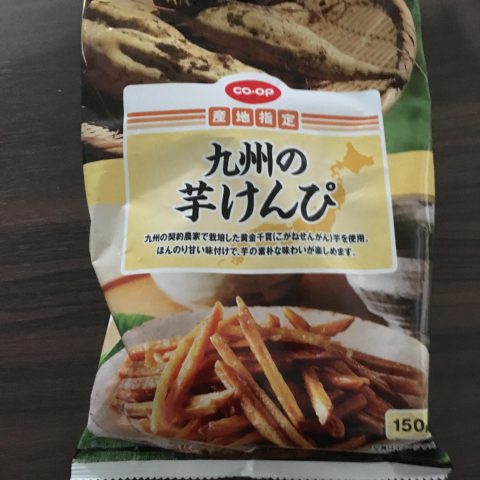 CO·OP
産地指定
九州の
芋けんぴ
九州の契約農家で栽培した黄金千貫(こがねせんがん)芋を使用。
ほんのり甘い味付けで、芋の素朴な味わいが楽しめます。
150